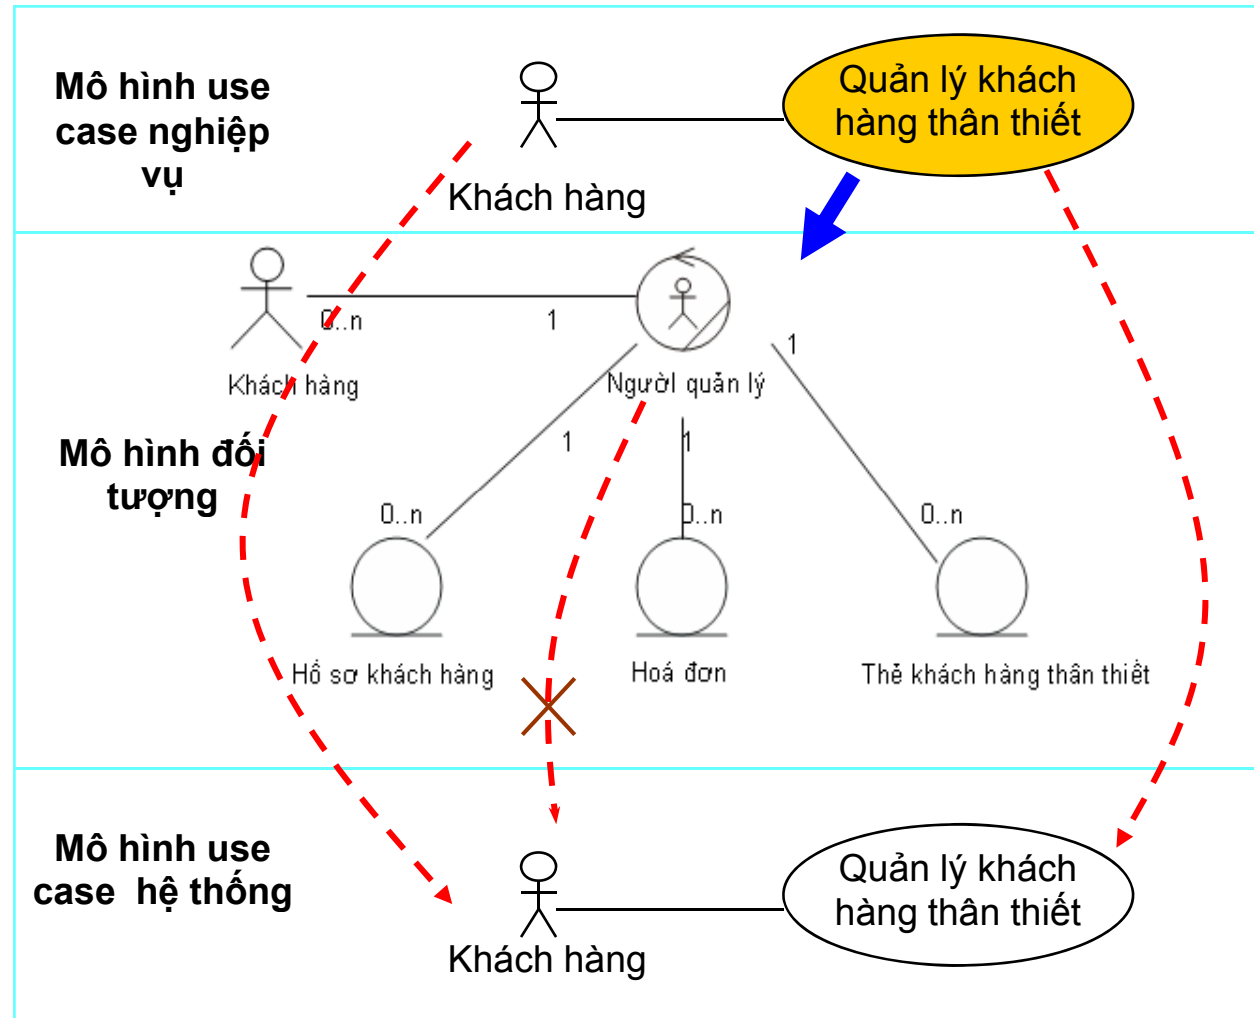 Mô hình use
case nghiệp
vụ
Khách hàng
Quản lý khách
hàng thân thiết
0..n
1
1
Khách hàng
Người quản lý
1
1
Mô hình đối
tượng
0..n
0..n
0..n
Hồ sơ khách hàng
Hoá đơn
Thẻ khách hàng thân thiết
Mô hình use
case hệ thống
Khách hàng
Quản lý khách
hàng thân thiết